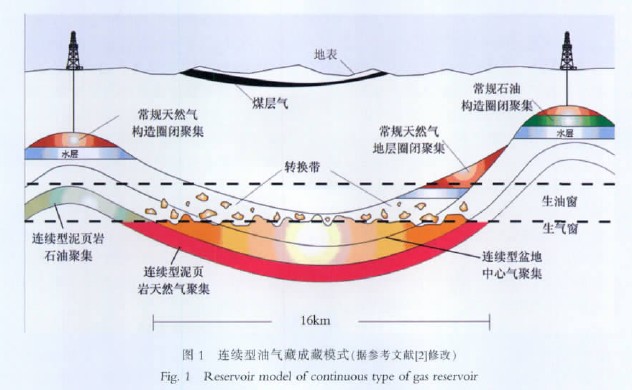 地表
煤层气
常规天然气
构造圈闭聚集
水层
常规石油
构造圈闭聚集
水层
常规天然气
地层圈闭聚集
转换带
生油窗
生气窗
连续型泥页岩
石油聚集
连续型泥页
岩天然气聚集
连续型盆地
中心气聚集
16km
图 1 连续型油气藏成藏模式(据参考文献[2]修改)
Fig. 1 Reservoir model of continuous type of gas reservoir